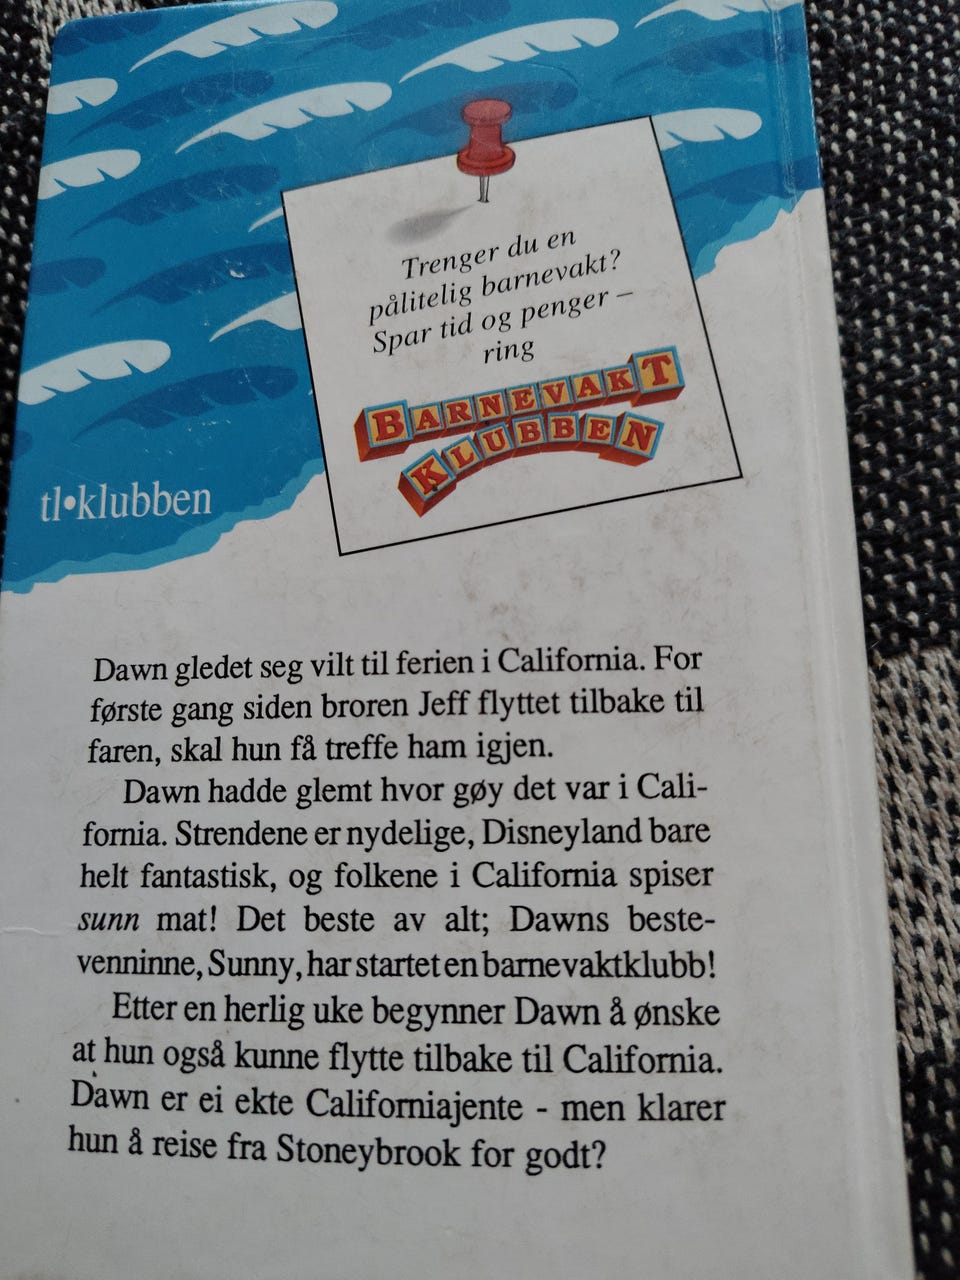 Trenger du en
pålitelig barnevakt?
Spar tid og penger –
ring
BARNEVAKT
KLUBBEN
tl•klubben
Dawn gledet seg vilt til ferien i California. For
første gang siden broren Jeff flyttet tilbake til
faren, skal hun få treffe ham igjen.
Dawn hadde glemt hvor gøy det var i Cali-
fornia. Strendene er nydelige, Disneyland bare
helt fantastisk, og folkene i California spiser
sunn mat! Det beste av alt; Dawns beste-
venninne, Sunny, har startet en barnevaktklubb!
Etter en herlig uke begynner Dawn å ønske
at hun også kunne flytte tilbake til California.
Dawn er ei ekte Californiajente - men klarer
hun å reise fra Stoneybrook for godt?